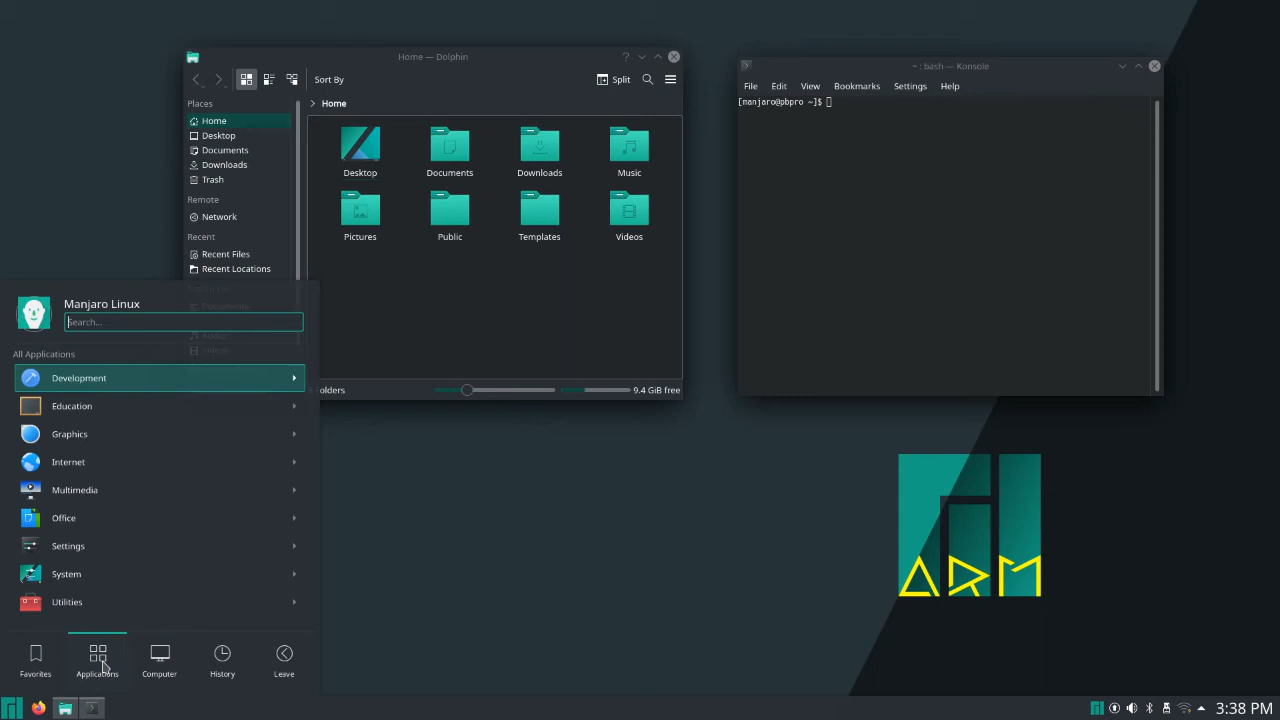 Home — Dolphin
Sort By
Split
Places
Home
Desktop
Documents
Downloads
Trash
Remote
Network
Recent
Recent Files
Recent Locations
Home
Desktop
Documents
Downloads
Music
Pictures
Public
Templates
Videos
olders
9.4 GiB free
~ : bash — Konsole
File Edit View Bookmarks Settings Help
[manjaro@pbpro ~]$
Manjaro Linux
Search...
All Applications
Development
Education
Graphics
Internet
Multimedia
Office
Settings
System
Utilities
Favorites
Applications
Computer
History
Leave
ARM
3:38 PM